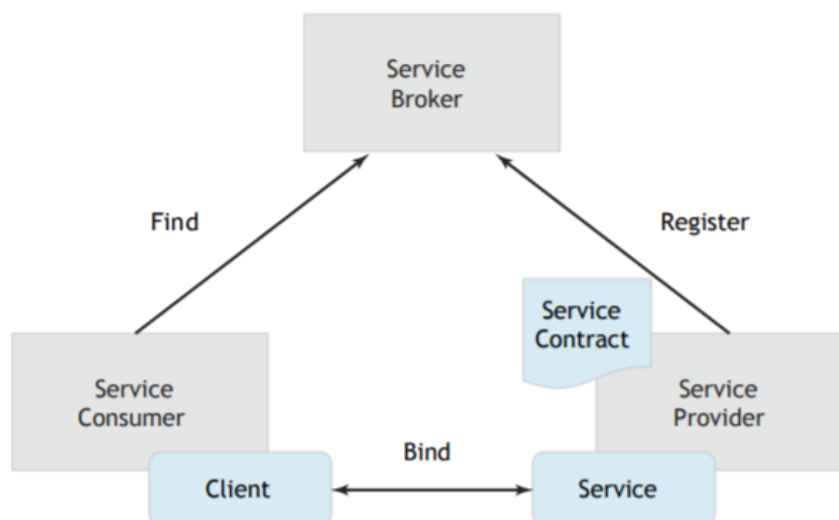 Service
Broker
Find
Register
Service
Contract
Service
Consumer
Service
Provider
Bind
Client
Service